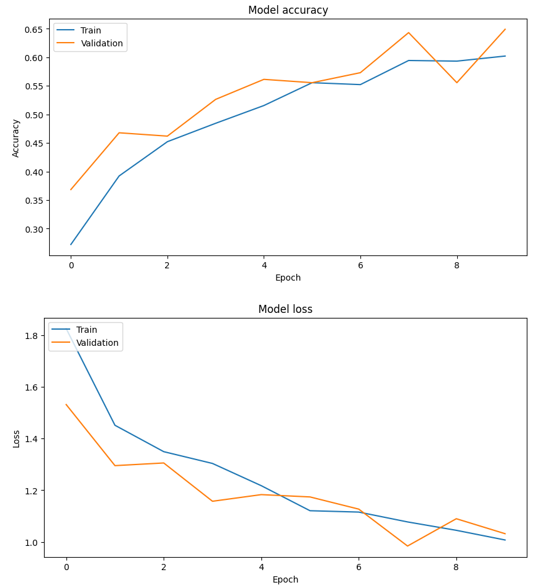 Model accuracy
Train
Validation
0.65
0.60
0.55
0.50
0.45
0.40
0.35
0.30
Accuracy
0 2 4 6 8
Epoch
Model loss
Train
Validation
1.8
1.6
1.4
1.2
1.0
Loss
0 2 4 6 8
Epoch